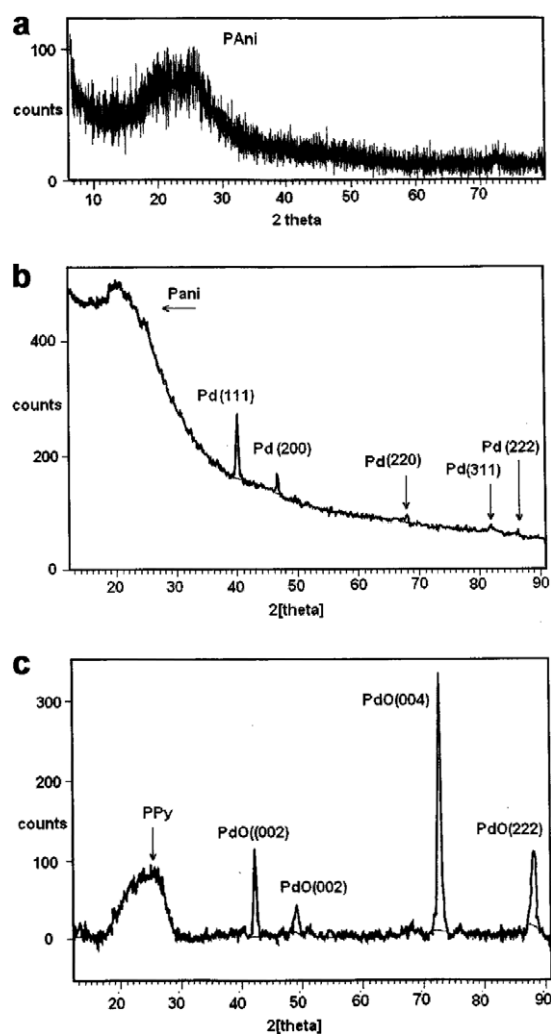 a
PAni
100
counts
0
10 20 30 40 50 60 70
2 theta
b
Pani
400
counts
Pd(111)
Pd(200)
Pd(220)
Pd(311)
Pd(222)
200
0
20 30 40 50 60 70 80 90
2[theta]
c
300
PdO(004)
200
counts
PPy
PdO((002)
PdO(002)
PdO(222)
100
0
20 30 40 50 60 70 80 90
2[theta]